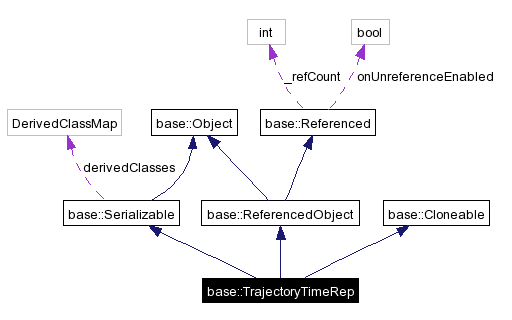 int
bool
_refCount
onUnreferenceEnabled
DerivedClassMap
base::Object
base::Referenced
derivedClasses
base::Serializable
base::ReferencedObject
base::Cloneable
base::TrajectoryTimeRep